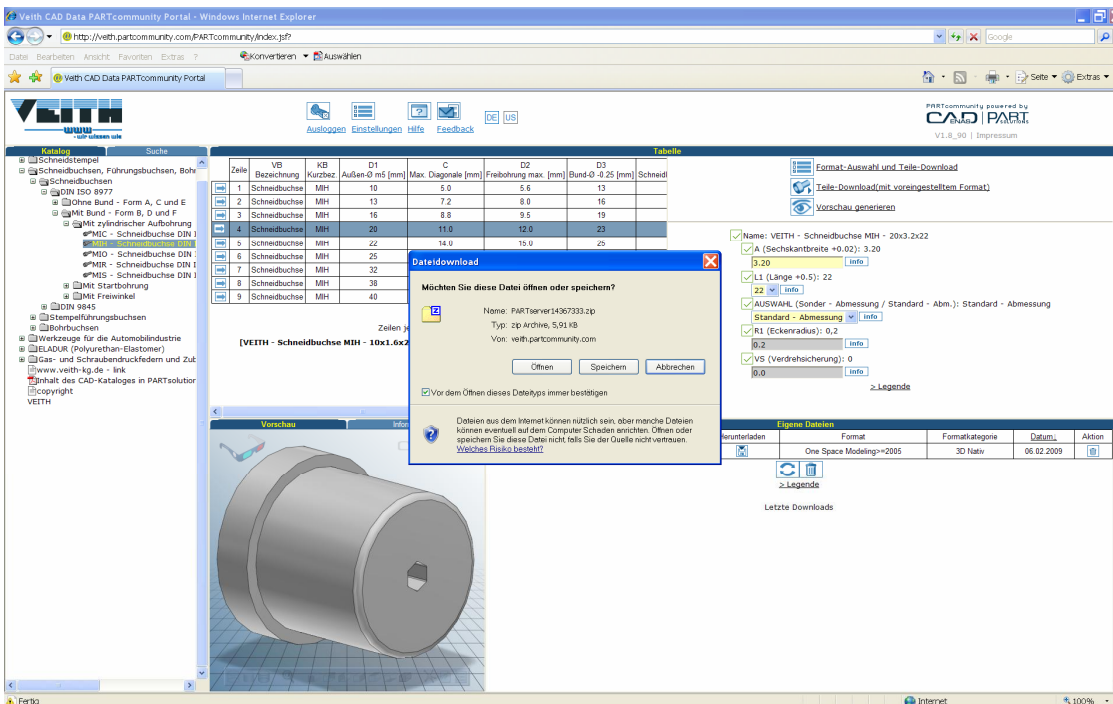 Veith CAD Data PARTcommunity Portal - Windows Internet Explorer
http://veith.partcommunity.com/PARTcommunity/index.jsf?
Google
Datei Bearbeiten Ansicht Favoriten Extras ?
Konvertieren Auswählen
Veith CAD Data PARTcommunity Portal
Seite Extras
VEITH
- wir wissen wie
Ausloggen Einstellungen Hilfe Feedback
DE US
PARTcommunity powered by
CADENAS PARTsolutions
V1.8_90 | Impressum
Katalog Suche
Schneidstempel
Schneidbuchsen, Führungsbuchsen, Bohr
Schneidbuchsen
DIN ISO 8977
Ohne Bund - Form A, C und E
Mit Bund - Form B, D und F
Mit zylindrischer Aufbohrung
MIC - Schneidbuchse DIN I
MIH - Schneidbuchse DIN I
MIO - Schneidbuchse DIN
MIR - Schneidbuchse DIN I
MIS - Schneidbuchse DIN I
Mit Startbohrung
Mit Freiwinkel
DIN 9845
Stempelführungsbuchsen
Bohrbuchsen
Werkzeuge für die Automobilindustrie
ELADUR (Polyurethan-Elastomer)
Gas- und Schraubendruckfedern und Zub
www.veith-kg.de - link
Inhalt des CAD-Kataloges in PARTsolution
copyright
VEITH
Tabelle
Zeile VB Bezeichnung KB Kurzbez. D1 Außen-Ø m5 [mm] C Max. Diagonale [mm] D2 Freibohrung max. [mm] D3 Bund-Ø -0.25 [mm] Schneidl
1 Schneidbuchse MIH 10 5.0 5.6 13
2 Schneidbuchse MIH 13 7.2 8.0 16
3 Schneidbuchse MIH 16 8.8 9.5 19
4 Schneidbuchse MIH 20 11.0 12.0 23
5 Schneidbuchse MIH 22 14.0 15.0 25
6 Schneidbuchse MIH 25
7 Schneidbuchse MIH 32
8 Schneidbuchse MIH 38
9 Schneidbuchse MIH 40
Zeilen je
[VEITH - Schneidbuchse MIH - 10x1.6x2
Format-Auswahl und Teile-Download
Teile-Download(mit voreingestelltem Format)
Vorschau generieren
Name: VEITH - Schneidbuchse MIH - 20x3.2x22
A (Sechskantbreite +0.02): 3.20
3.20 info
L1 (Länge +0.5): 22
22 info
AUSWAHL (Sonder - Abmessung / Standard - Abm.): Standard - Abmessung
Standard - Abmessung info
R1 (Eckenradius): 0,2
0.2 info
VS (Verdrehsicherung): 0
0.0 info
> Legende
Dateidownload
Möchten Sie diese Datei öffnen oder speichern?
Name: PARTserver14367333.zip
Typ: zip Archive, 5,91 KB
Von: veith.partcommunity.com
Öffnen Speichern Abbrechen
Vor dem Öffnen dieses Dateityps immer bestätigen
Dateien aus dem Internet können nützlich sein, aber manche Dateien
können eventuell auf dem Computer Schaden anrichten. Öffnen oder
speichern Sie diese Datei nicht, falls Sie der Quelle nicht vertrauen.
Welches Risiko besteht?
Vorschau Infor
Eigene Dateien
Herunterladen Format Formatkategorie Datum↓ Aktion
One Space Modeling>=2005 3D Nativ 06.02.2009
> Legende
Letzte Downloads
Fertig
Internet
100%